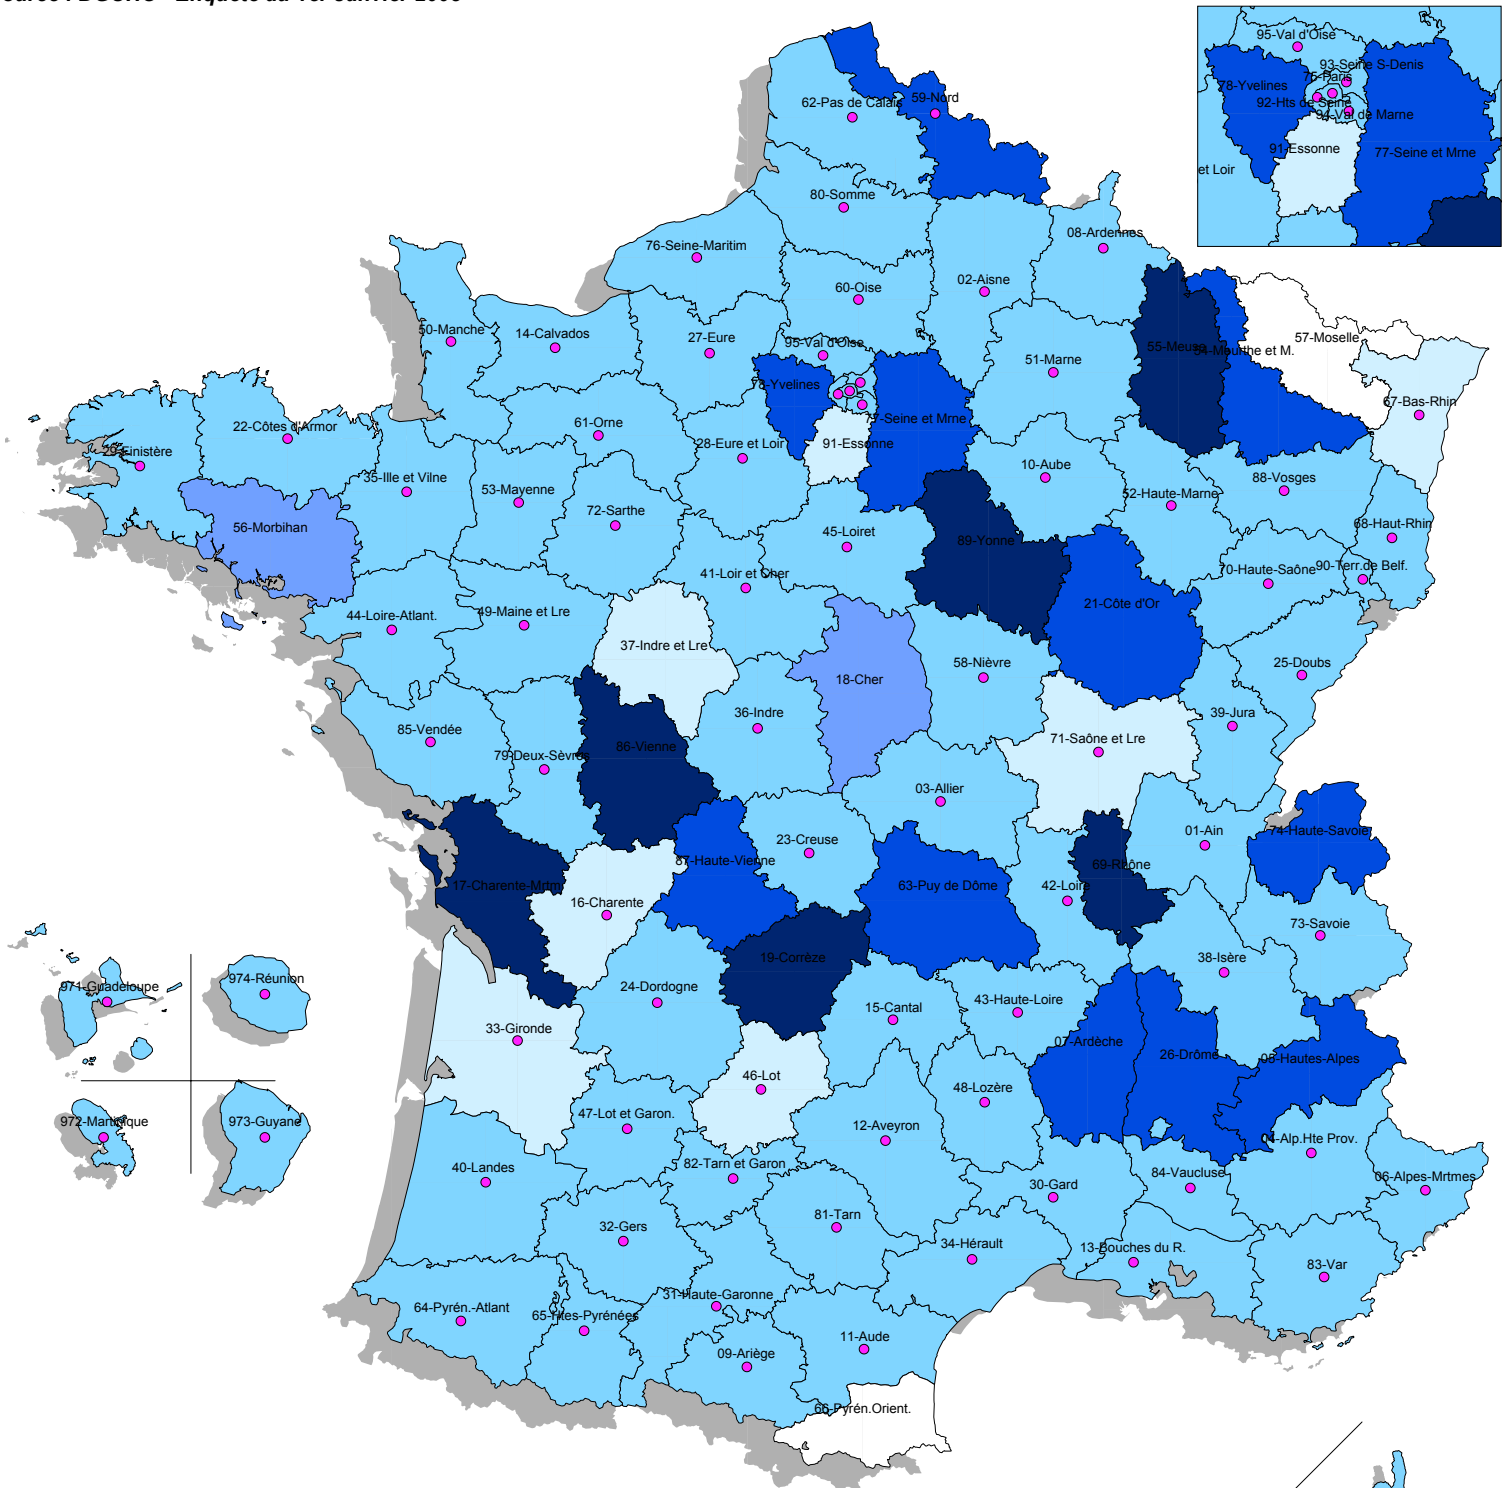 95-Val d'Oise
93-Seine S-Denis
75-Paris
78-Yvelines
92-Hts de Seine
94-Val de Marne
91-Essonne
77-Seine et Mrne
et Loir
62-Pas de Calais
59-Nord
80-Somme
76-Seine-Maritim
08-Ardennes
02-Aisne
60-Oise
50-Manche
14-Calvados
27-Eure
95-Val d'Oise
51-Marne
55-Meuse
54-Meurthe et M.
57-Moselle
78-Yvelines
67-Bas-Rhin
77-Seine et Mrne
22-Côtes d'Armor
61-Orne
28-Eure et Loir
91-Essonne
29-Finistère
35-Ille et Vilne
53-Mayenne
10-Aube
52-Haute-Marne
88-Vosges
72-Sarthe
56-Morbihan
45-Loiret
89-Yonne
68-Haut-Rhin
41-Loir et Cher
70-Haute-Saône
90-Terr.de Belf.
44-Loire-Atlant.
49-Maine et Lre
21-Côte d'Or
37-Indre et Lre
58-Nièvre
25-Doubs
18-Cher
36-Indre
39-Jura
85-Vendée
86-Vienne
71-Saône et Lre
79-Deux-Sèvres
03-Allier
23-Creuse
01-Ain
74-Haute-Savoie
87-Haute-Vienne
69-Rhône
17-Charente-Mrtm
63-Puy de Dôme
42-Loire
16-Charente
73-Savoie
19-Corrèze
38-Isère
971-Guadeloupe
974-Réunion
24-Dordogne
15-Cantal
43-Haute-Loire
33-Gironde
07-Ardèche
26-Drôme
05-Hautes-Alpes
46-Lot
48-Lozère
972-Martinique
973-Guyane
47-Lot et Garon.
12-Aveyron
04-Alp.Hte Prov.
40-Landes
82-Tarn et Garon
30-Gard
84-Vaucluse
06-Alpes-Mrtmes
32-Gers
81-Tarn
34-Hérault
13-Bouches du R.
83-Var
64-Pyrén.-Atlant
65-Htes-Pyrénées
31-Haute-Garonne
11-Aude
09-Ariège
66-Pyrén.Orient.